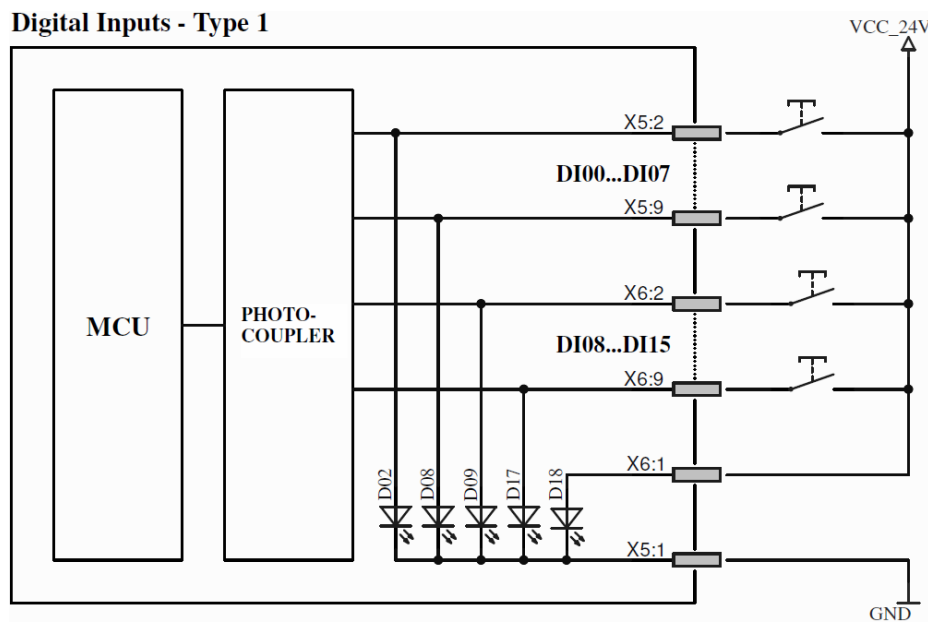 Digital Inputs - Type 1
VCC_24V
X5:2
DI00...DI07
X5:9
X6:2
MCU
PHOTO-
COUPLER
DI08...DI15
X6:9
D02
D08
D09
D17
D18
X6:1
X5:1
GND